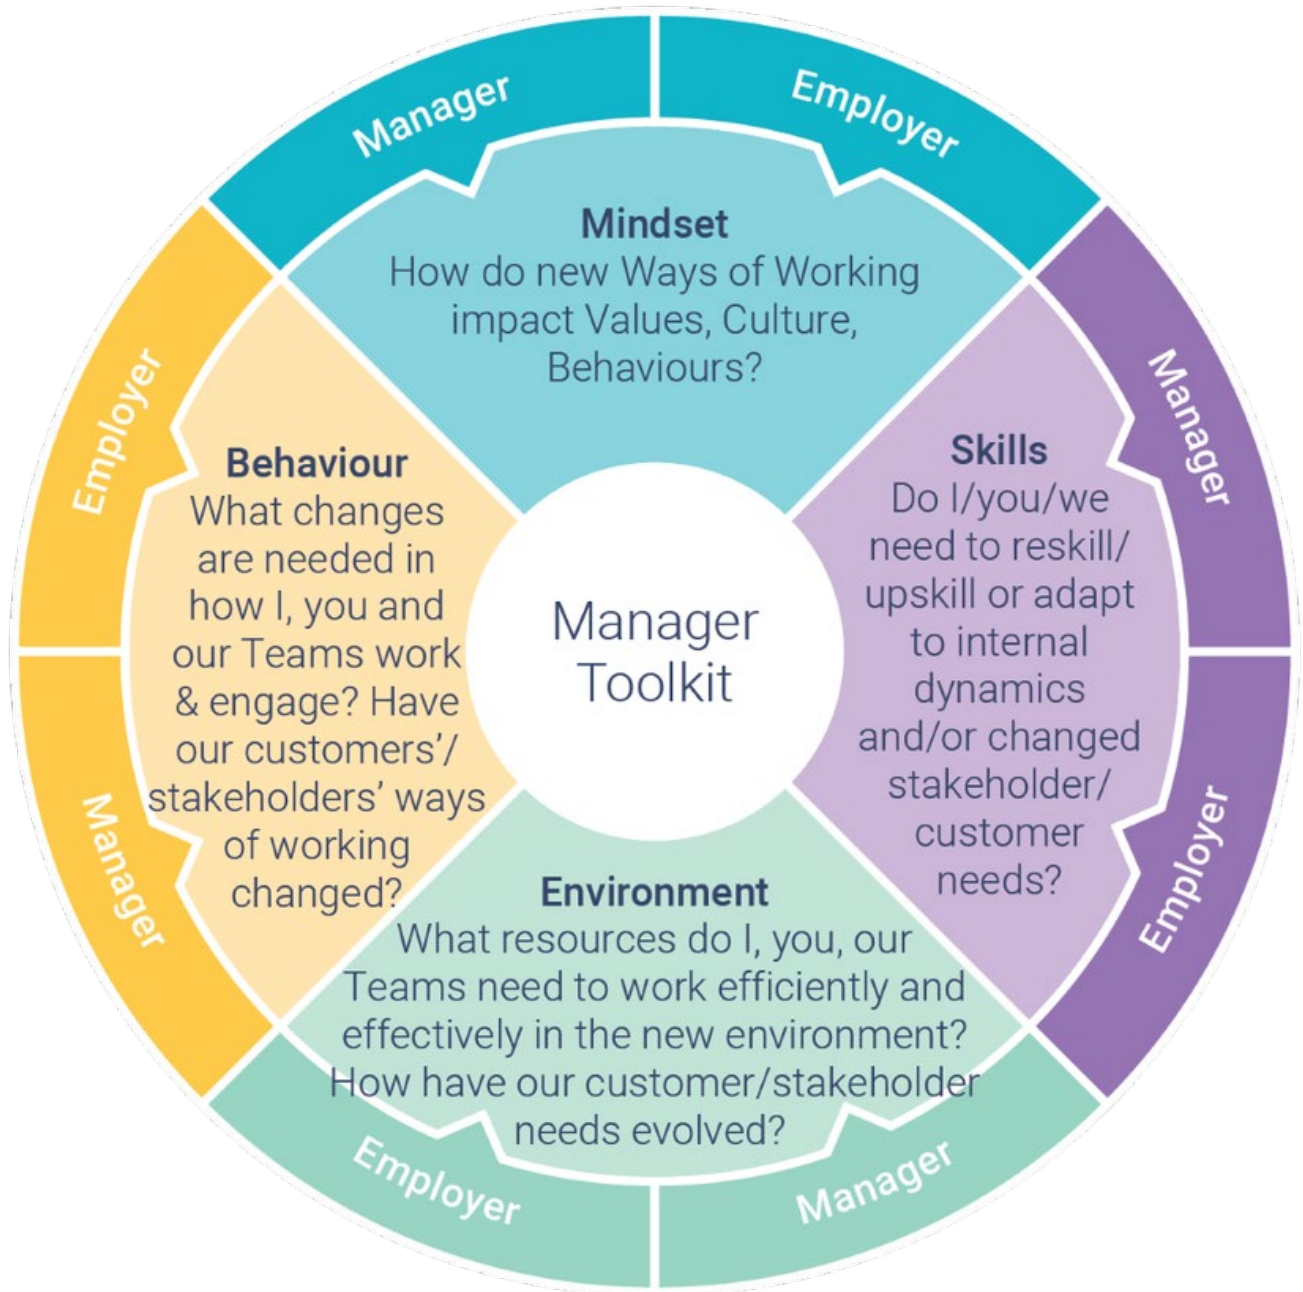 Manager
Employer
Mindset
How do new Ways of Working
impact Values, Culture,
Behaviours?
Manager
Employer
Skills
Do I/you/we
need to reskill/
upskill or adapt
to internal
dynamics
and/or changed
stakeholder/
customer
needs?
Environment
What resources do I, you, our
Teams need to work efficiently and
effectively in the new environment?
How have our customer/stakeholder
needs evolved?
Manager
Employer
Employer
Manager
Behaviour
What changes
are needed in
how I, you and
our Teams work
& engage? Have
our customers’/
stakeholders’ ways
of working
changed?
Manager
Toolkit